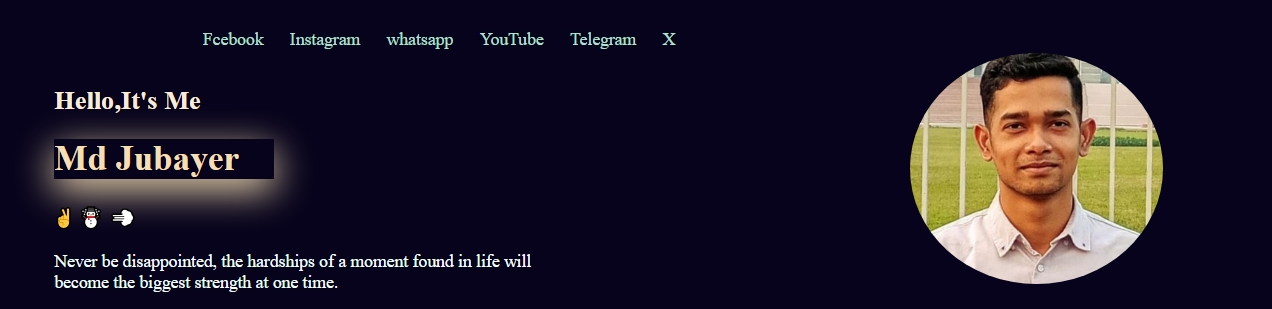 Fcebook Instagram whatsapp YouTube Telegram X
Hello,It's Me
Md Jubayer
✌️ ☃️ 💨
Never be disappointed, the hardships of a moment found in life will
become the biggest strength at one time.